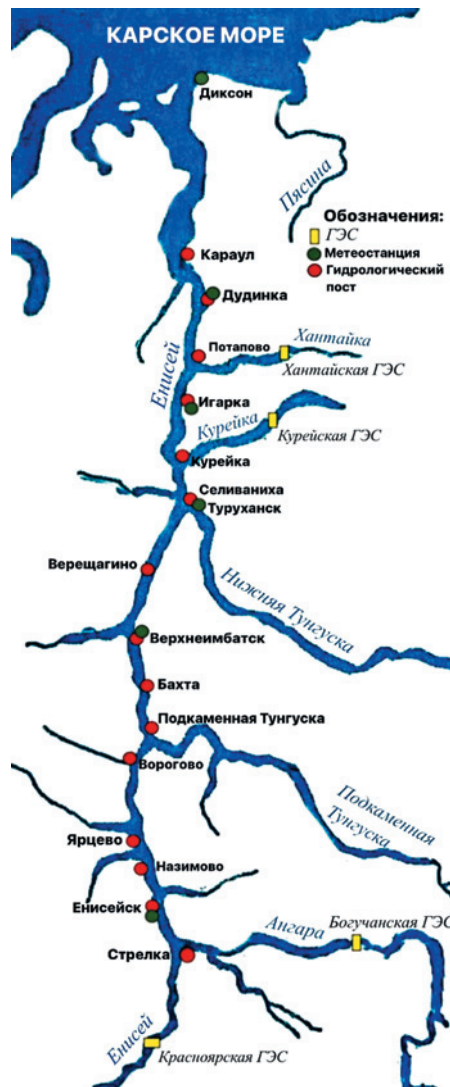 КАРСКОЕ МОРЕ
Диксон
Пясина
Обозначения:
ГЭС
Метеостанция
Гидрологический
пост
Караул
Дудинка
Енисей
Потапово
Хантайка
Хантайская ГЭС
Игарка
Курейка
Курейская ГЭС
Курейка
Селиваниха
Туруханск
Верещагино
Нижняя Тунгуска
Верхнеимбатск
Бахта
Подкаменная Тунгуска
Ворогово
Подкаменная
Тунгуска
Ярцево
Назимово
Енисейск
Ангара
Богучанская ГЭС
Стрелка
Енисей
Красноярская ГЭС